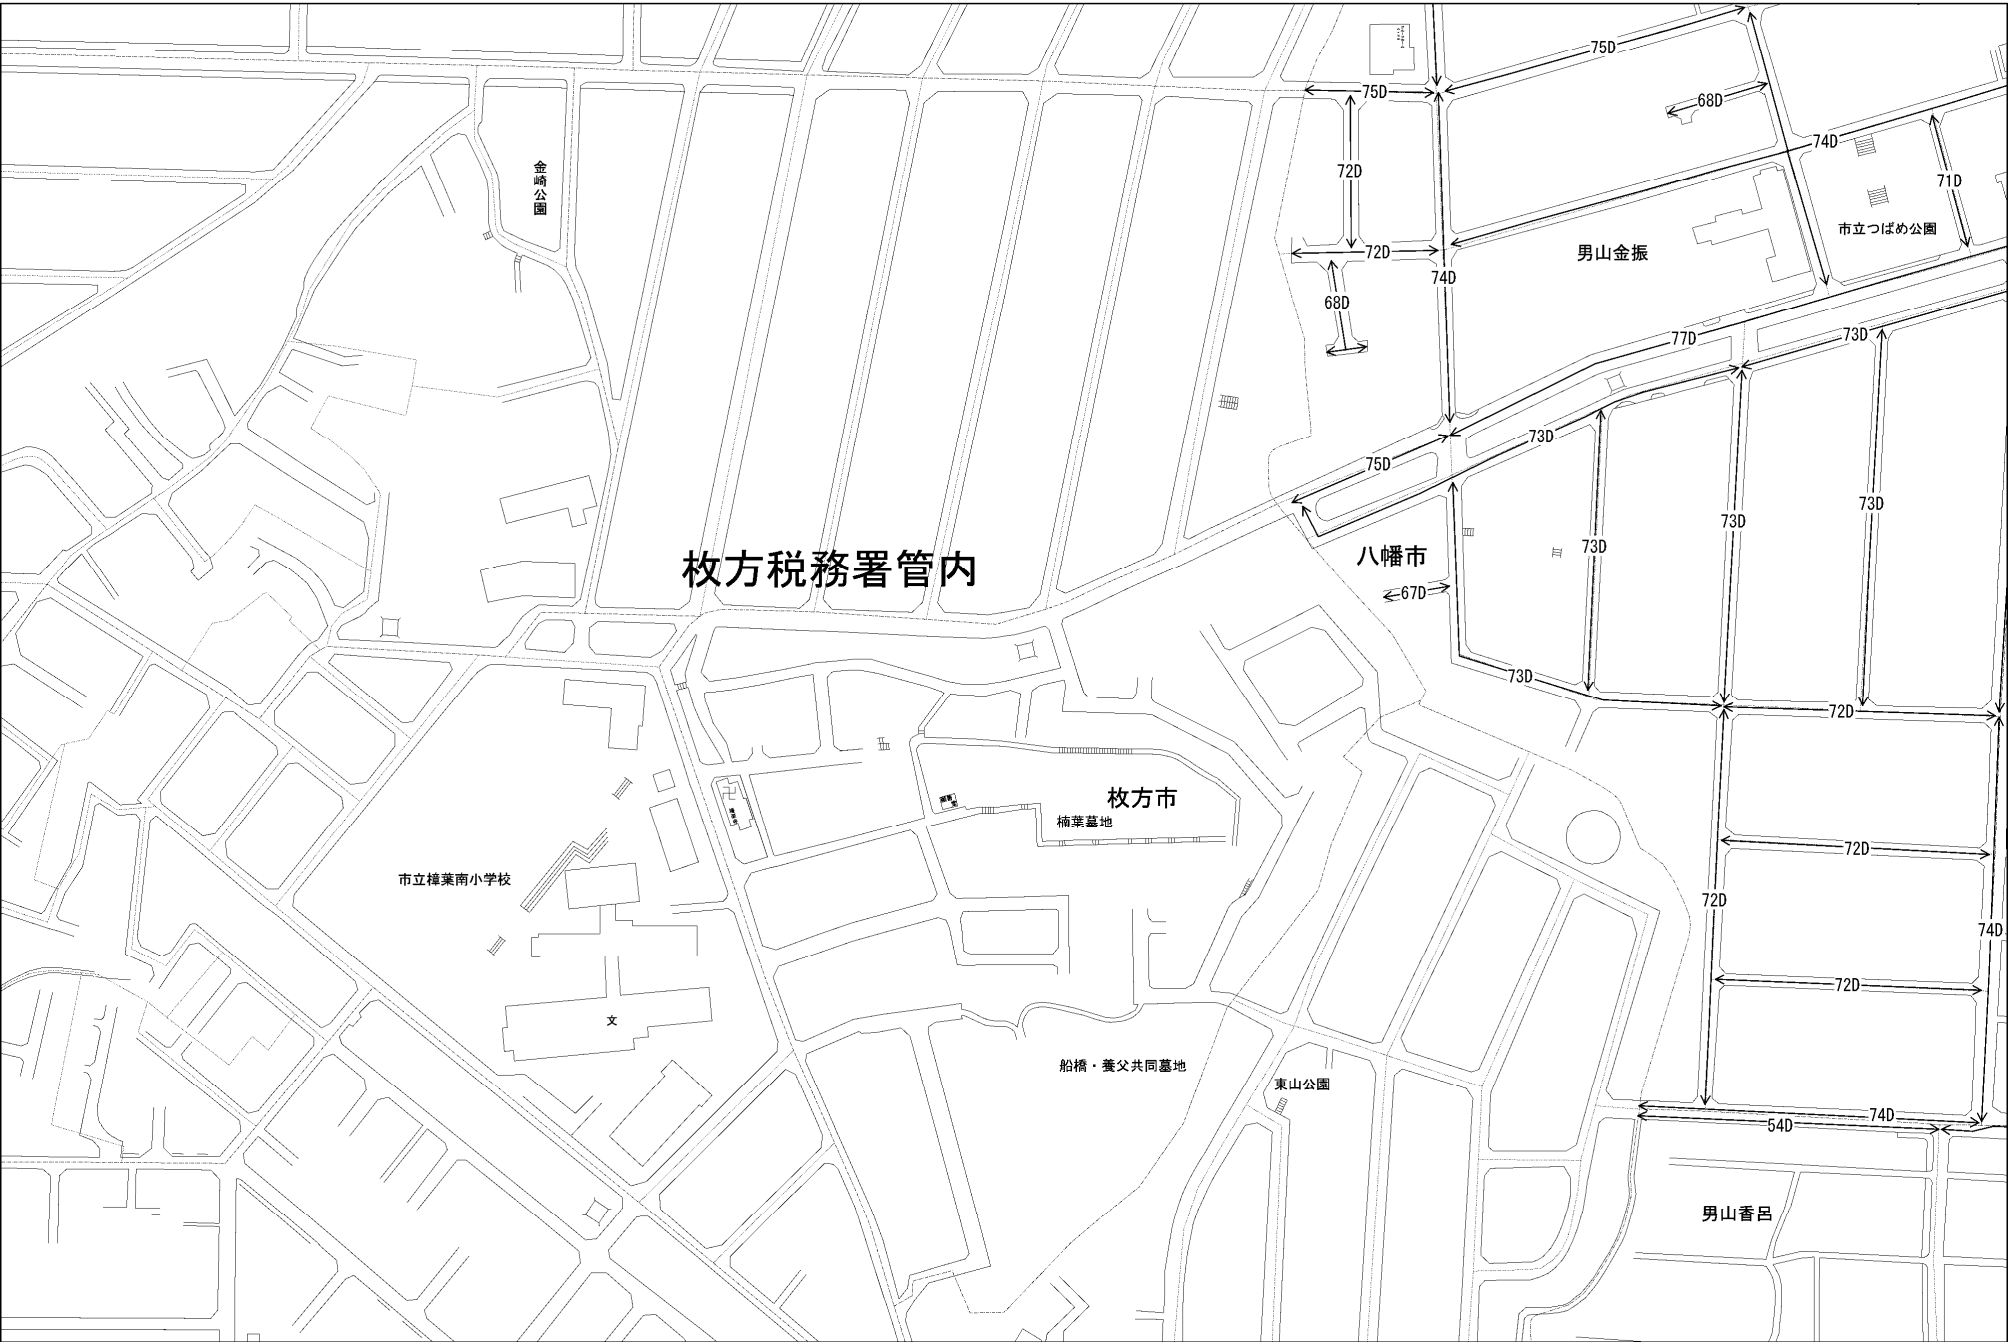 75D
75D
68D
74D
金崎公園
72D
71D
市立つばめ公園
男山金振
72D
74D
68D
77D
73D
73D
75D
73D
73D
73D
枚方税務署管内
八幡市
67D
73D
72D
枚方市
楠葉墓地
72D
市立樟葉南小学校
72D
74D
72D
文
船橋・養父共同墓地
東山公園
74D
54D
男山香呂